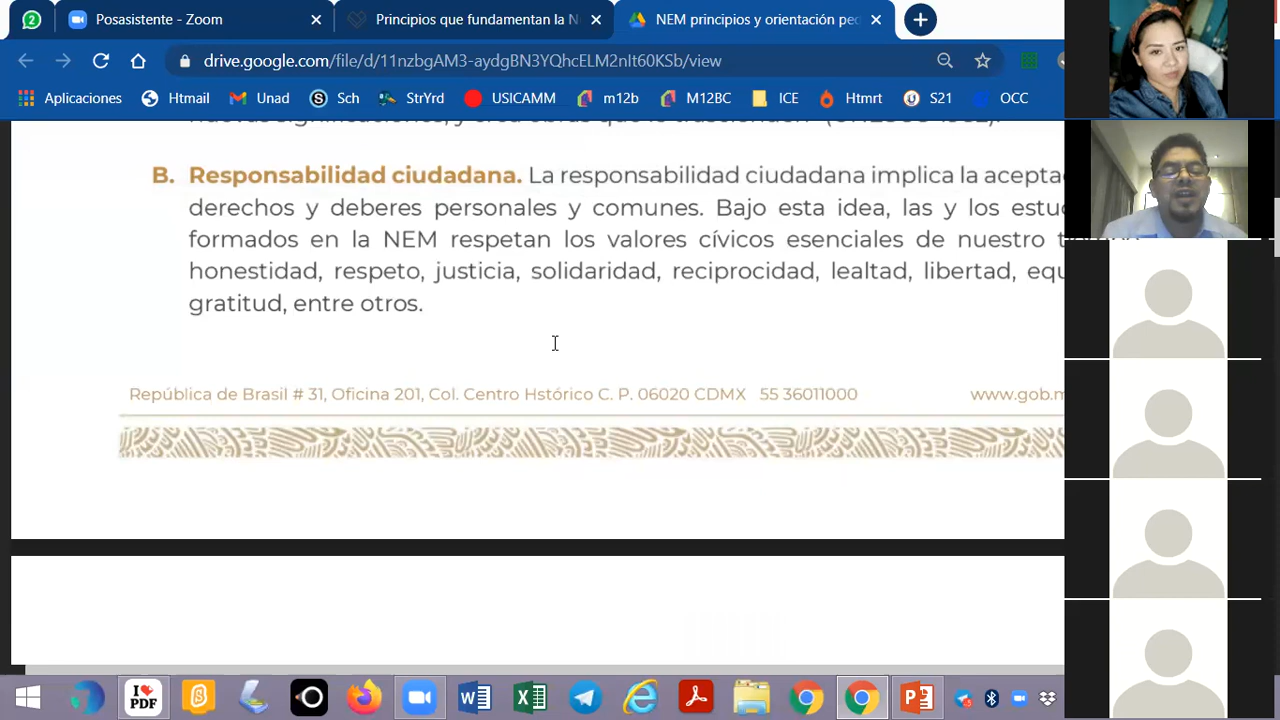 2 Posasistente - Zoom Principios que fundamentan la N NEM principios y orientación pec
drive.google.com/file/d/11nzbgAM3-aydgBN3YQhcELM2nIt60KSb/view
Aplicaciones Htmail Unad Sch StrYrd USICAMM m12b M12BC ICE Htmrt S21 OCC
B. Responsabilidad ciudadana. La responsabilidad ciudadana implica la acepta
derechos y deberes personales y comunes. Bajo esta idea, las y los estu
formados en la NEM respetan los valores cívicos esenciales de nuestro
honestidad, respeto, justicia, solidaridad, reciprocidad, lealtad, libertad, equ
gratitud, entre otros.
República de Brasil # 31, Oficina 201, Col. Centro Hstórico C. P. 06020 CDMX 55 36011000 www.gob.m
I PDF